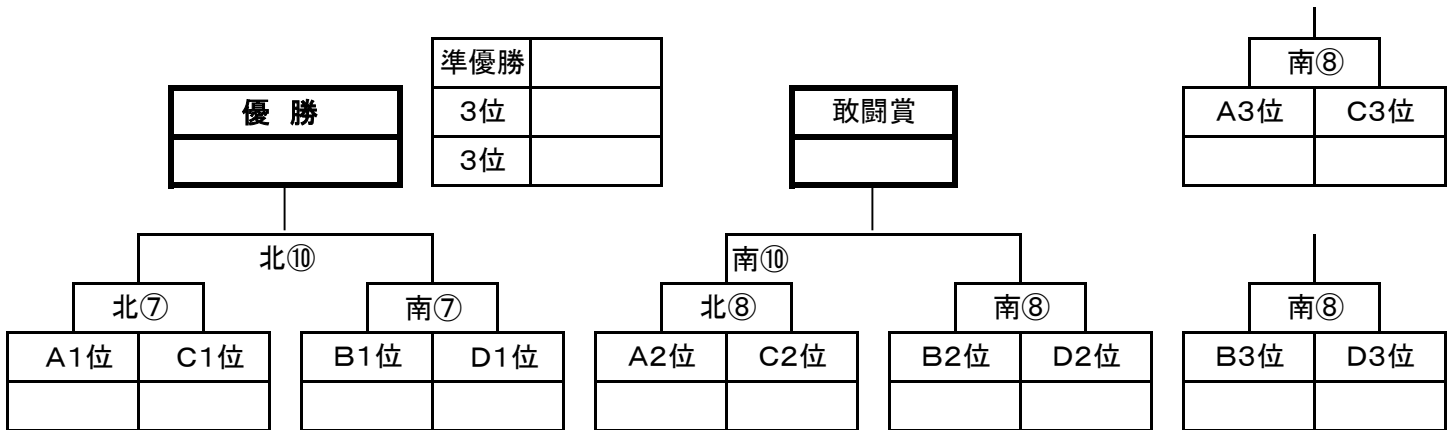 準優勝
南⑧
優 勝
3位
敢闘賞
A3位 C3位
3位
北⑩
南⑩
北⑦ 南⑦ 北⑧ 南⑧ 南⑧
A1位 C1位 B1位 D1位 A2位 C2位 B2位 D2位 B3位 D3位